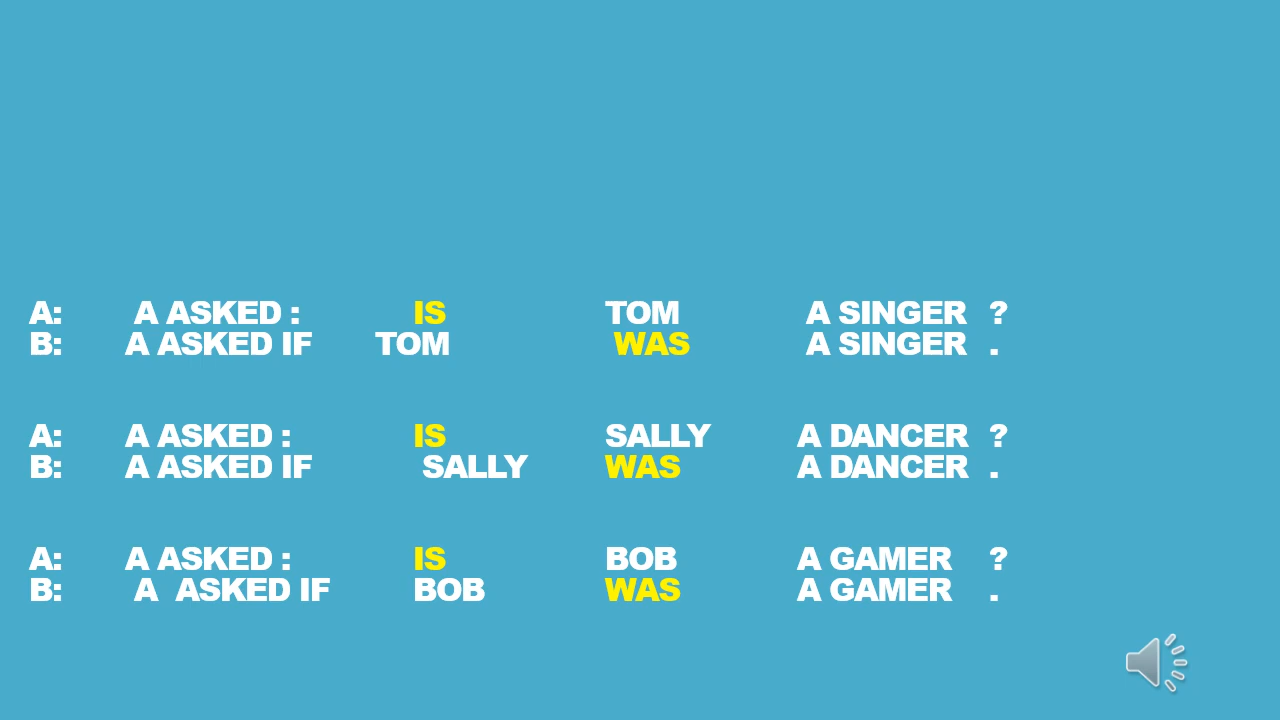 A: A ASKED : IS TOM A SINGER ?
B: A ASKED IF TOM WAS A SINGER .
A: A ASKED : IS SALLY A DANCER ?
B: A ASKED IF SALLY WAS A DANCER .
A: A ASKED : IS BOB A GAMER ?
B: A ASKED IF BOB WAS A GAMER .